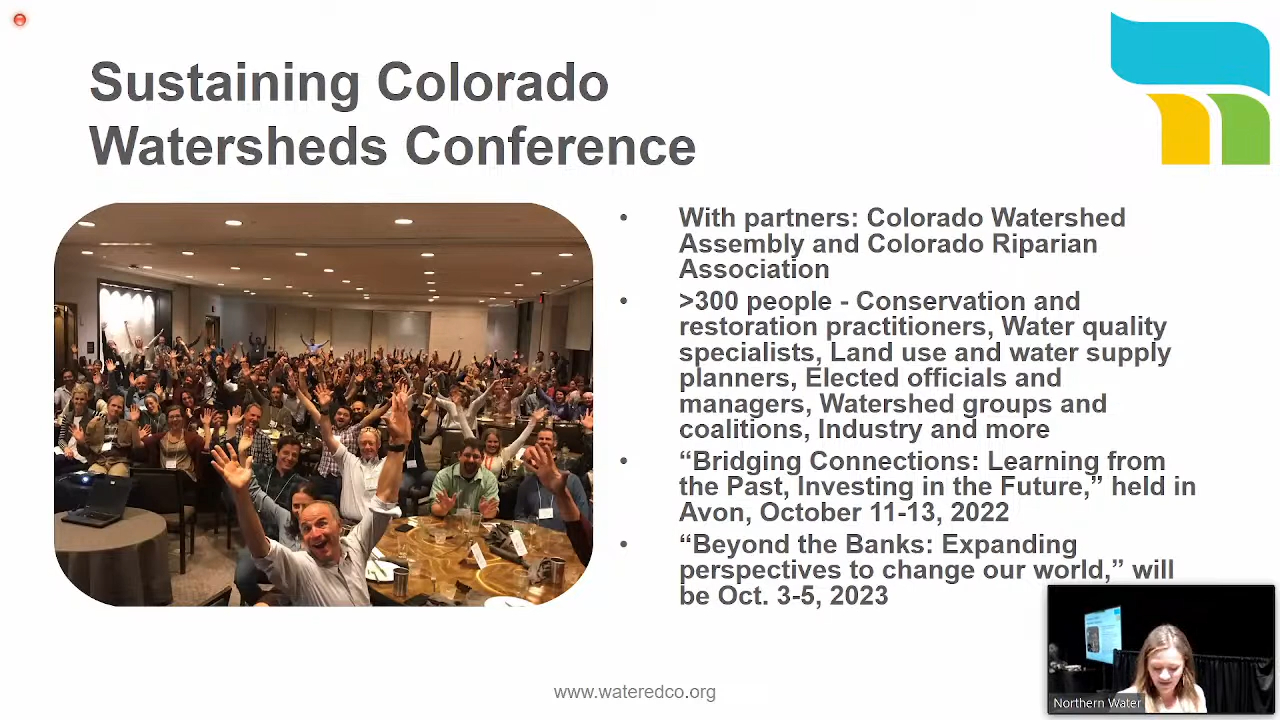 Sustaining Colorado
Watersheds Conference
• With partners: Colorado Watershed
Assembly and Colorado Riparian
Association
• >300 people - Conservation and
restoration practitioners, Water quality
specialists, Land use and water supply
planners, Elected officials and
managers, Watershed groups and
coalitions, Industry and more
• “Bridging Connections: Learning from
the Past, Investing in the Future,” held in
Avon, October 11-13, 2022
• “Beyond the Banks: Expanding
perspectives to change our world,” will
be Oct. 3-5, 2023
www.wateredco.org
Northern Water